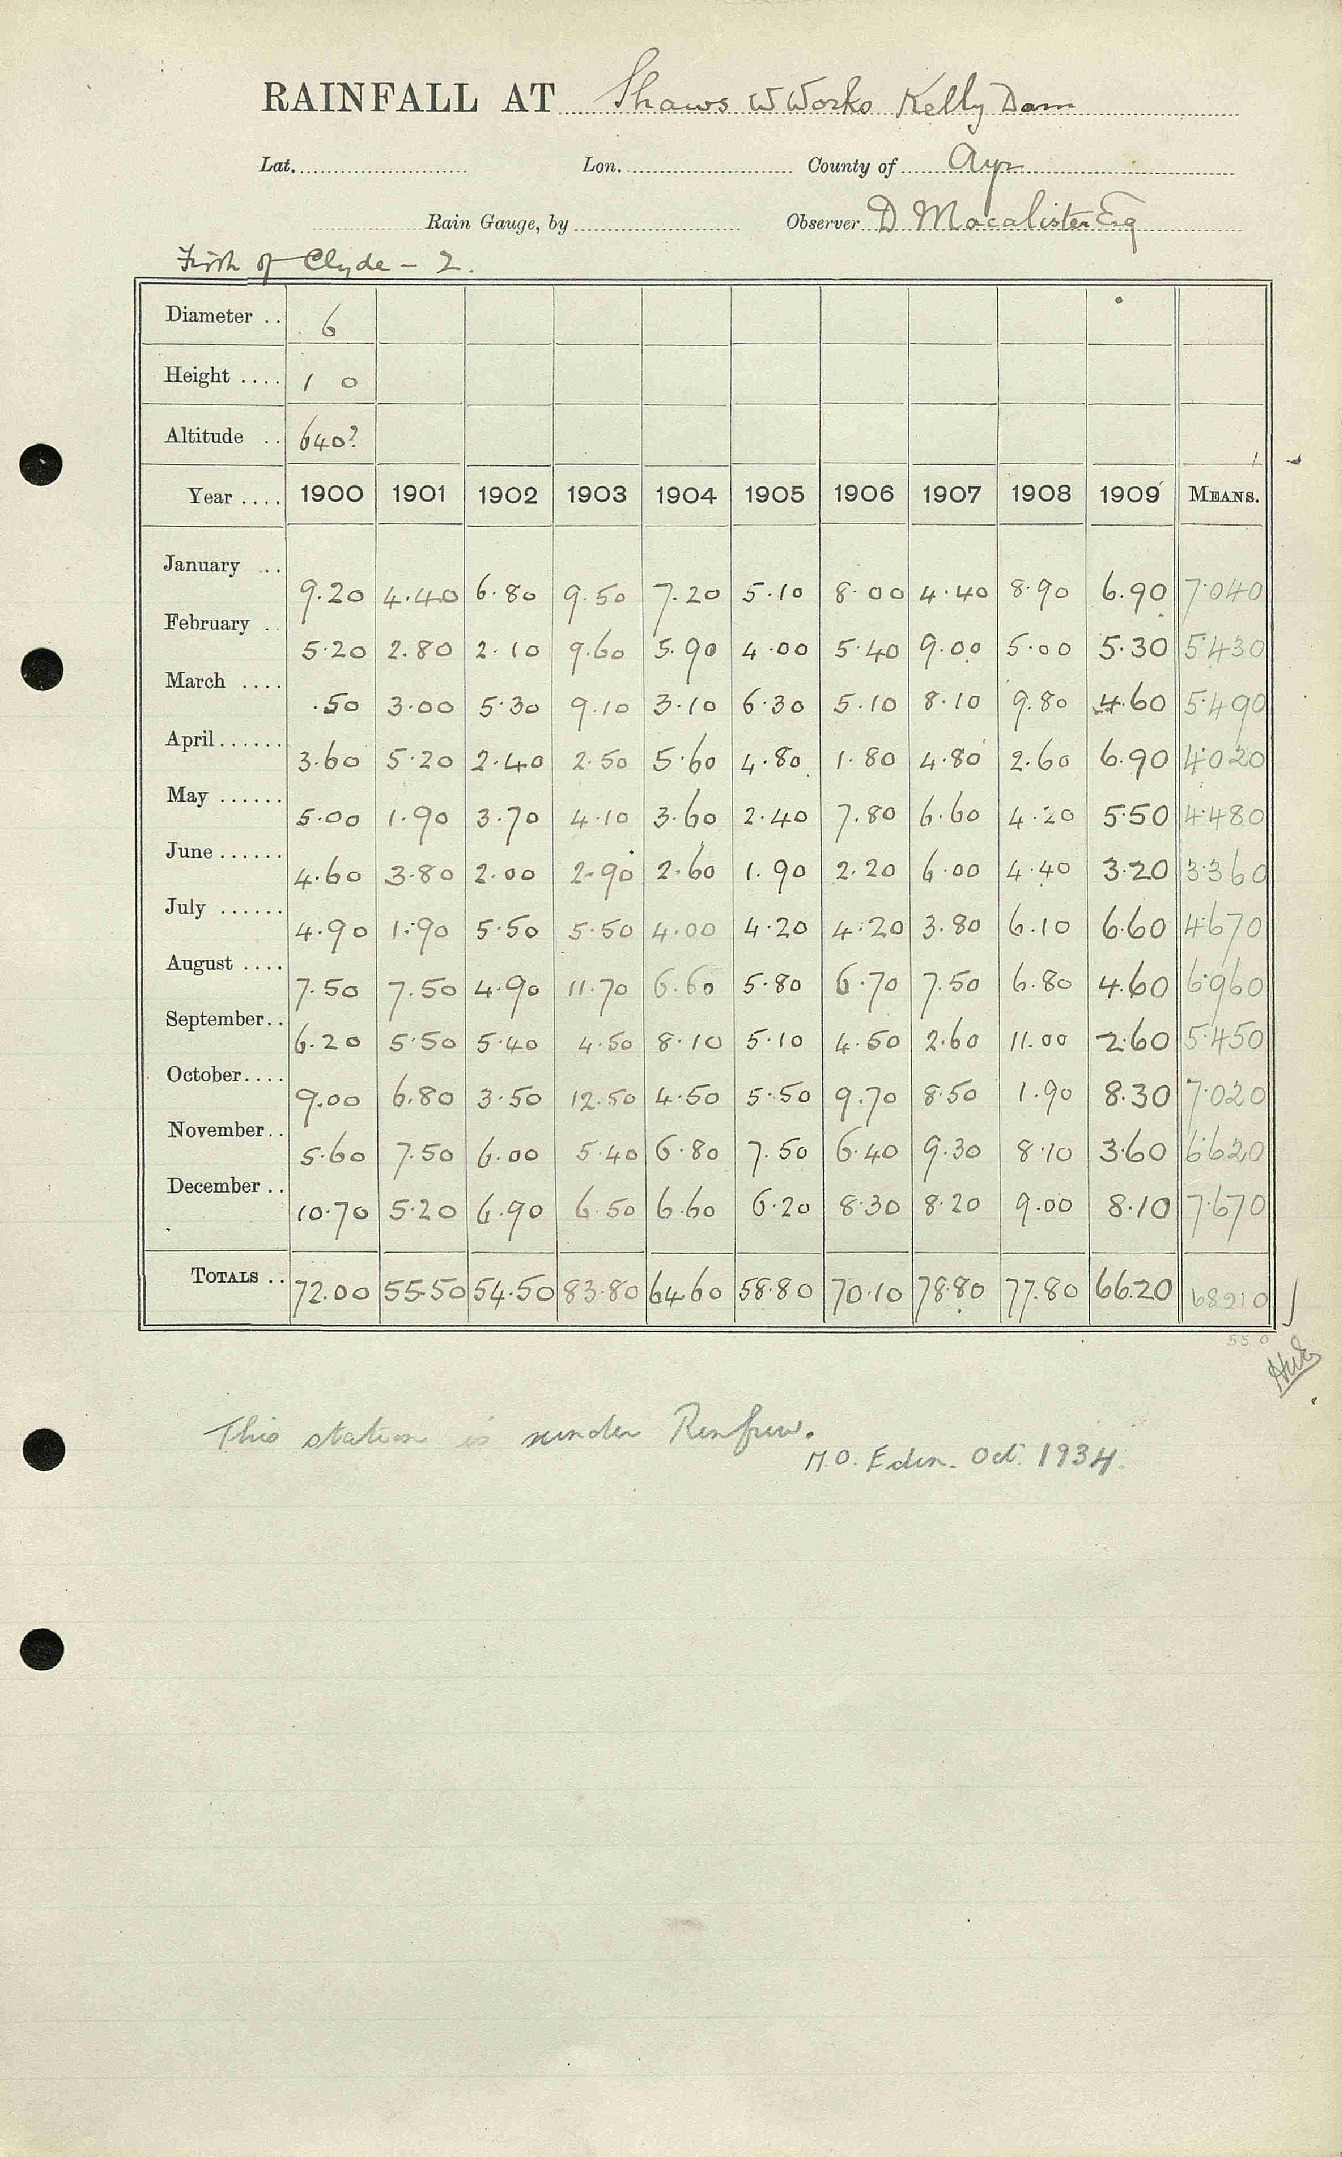 RAINFALL AT Shaws W Works Kelly Dam
Lat. Lon. County of Ayr
Rain Gauge, by Observer D Macalister Esq
Firth of Clyde - 2.
Diameter .. 6
Height .... 1 0
Altitude .. 640?
Year .... 1900 1901 1902 1903 1904 1905 1906 1907 1908 1909 MEANS.
January .. 9.20 4.40 6.80 9.50 7.20 5.10 8.00 4.40 8.90 6.90 7.040
February .. 5.20 2.80 2.10 9.60 5.90 4.00 5.40 9.00 5.00 5.30 5.430
March .... .50 3.00 5.30 9.10 3.10 6.30 5.10 8.10 9.80 4.60 5.490
April...... 3.60 5.20 2.40 2.50 5.60 4.80 1.80 4.80 2.60 6.90 4.020
May ...... 5.00 1.90 3.70 4.10 3.60 2.40 7.80 6.60 4.20 5.50 4.480
June...... 4.60 3.80 2.00 2.90 2.60 1.90 2.20 6.00 4.40 3.20 3.360
July ...... 4.90 1.90 5.50 5.50 4.00 4.20 4.20 3.80 6.10 6.60 4.670
August .... 7.50 7.50 4.90 11.70 6.60 5.80 6.70 7.50 6.80 4.60 6.960
September.. 6.20 5.50 5.40 4.50 8.10 5.10 4.50 2.60 11.00 2.60 5.450
October.... 9.00 6.80 3.50 12.50 4.50 5.50 9.70 8.50 1.90 8.30 7.020
November.. 5.60 7.50 6.00 5.40 6.80 7.50 6.40 9.30 8.10 3.60 6.620
December .. 10.70 5.20 6.90 6.50 6.60 6.20 8.30 8.20 9.00 8.10 7.670
TOTALS .. 72.00 55.50 54.50 83.80 64.60 58.80 70.10 78.80 77.80 66.20 68210
55 0
This station is under Renfrew.
M.O. Edin. Oct. 1934.